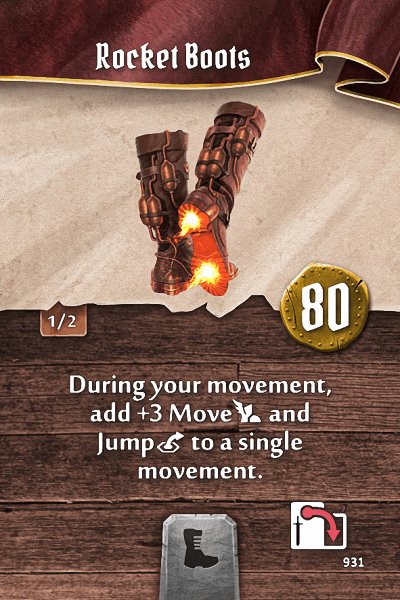 Rocket Boots
1/2
80
During your movement,
add +3 Move and
Jump to a single
movement.
931